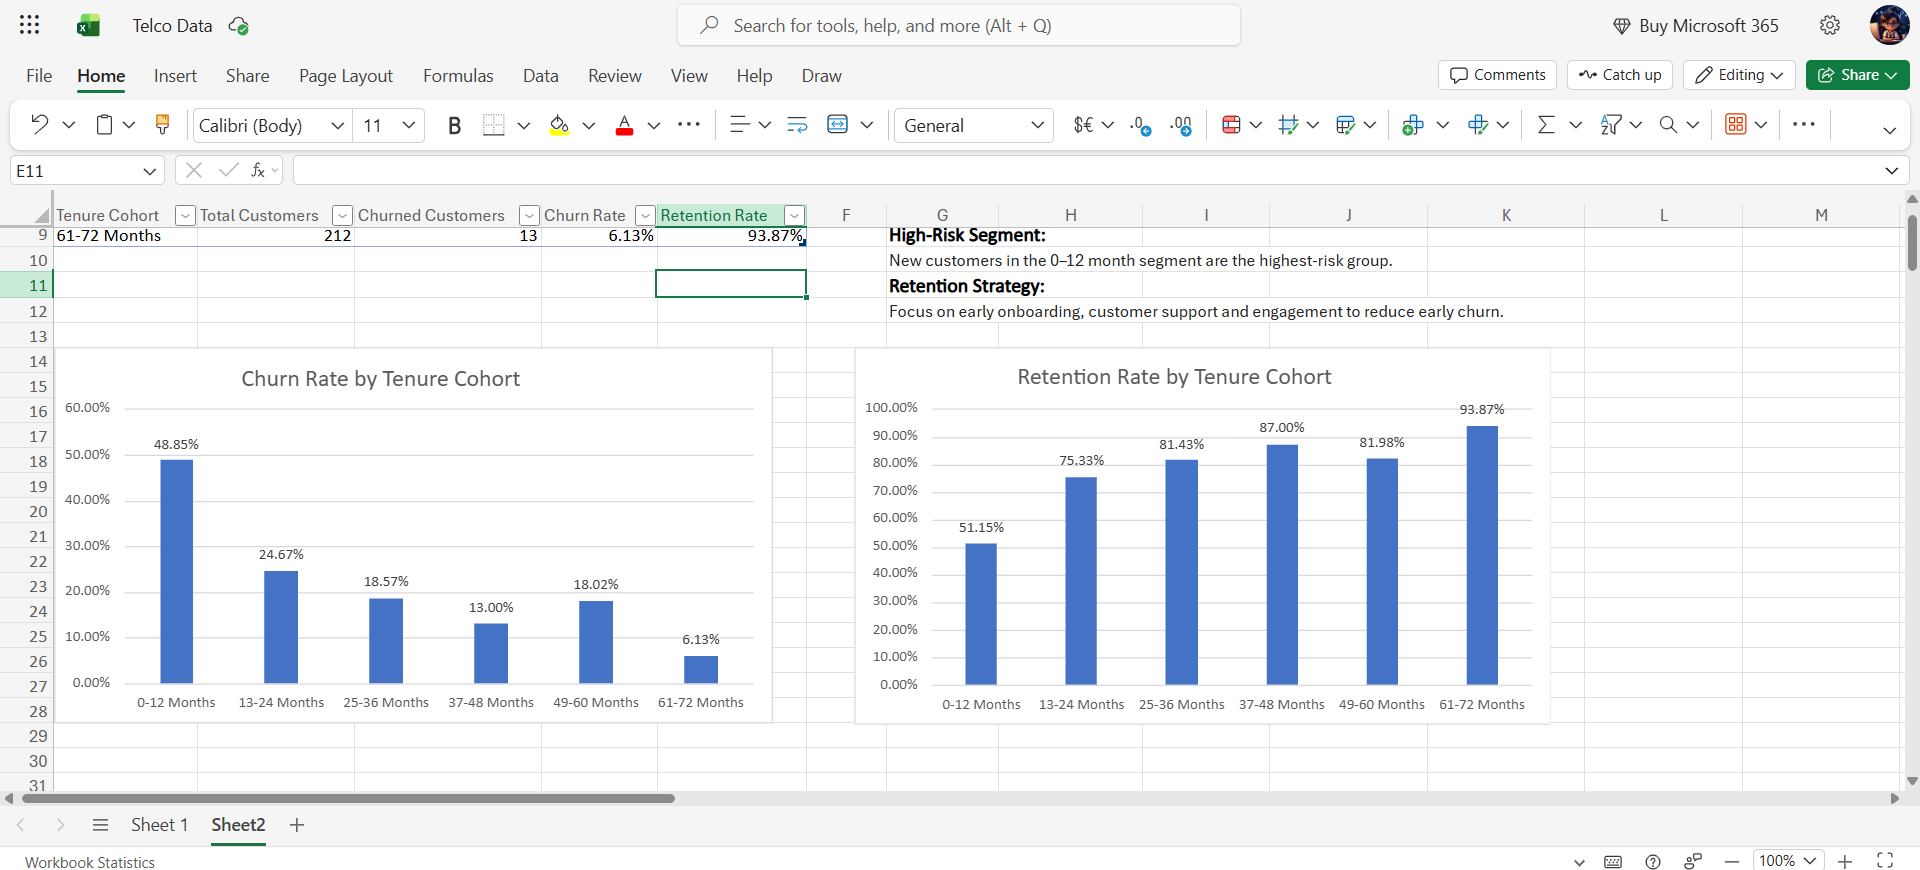 Telco Data
Search for tools, help, and more (Alt + Q)
Buy Microsoft 365
File Home Insert Share Page Layout Formulas Data Review View Help Draw
Comments Catch up Editing Share
Calibri (Body) 11 B A General $€ .0 .00
E11 fx
Tenure Cohort Total Customers Churned Customers Churn Rate Retention Rate F G H I J K L M
9 61-72 Months 212 13 6.13% 93.87% High-Risk Segment:
10 New customers in the 0–12 month segment are the highest-risk group.
11 Retention Strategy:
12 Focus on early onboarding, customer support and engagement to reduce early churn.
13
14
15
16
17
18
19
20
21
22
23
24
25
26
27
28
29
30
31
Churn Rate by Tenure Cohort
60.00%
50.00%
40.00%
30.00%
20.00%
10.00%
0.00%
48.85%
24.67%
18.57%
13.00%
18.02%
6.13%
0-12 Months 13-24 Months 25-36 Months 37-48 Months 49-60 Months 61-72 Months
Retention Rate by Tenure Cohort
100.00%
90.00%
80.00%
70.00%
60.00%
50.00%
40.00%
30.00%
20.00%
10.00%
0.00%
51.15%
75.33%
81.43%
87.00%
81.98%
93.87%
0-12 Months 13-24 Months 25-36 Months 37-48 Months 49-60 Months 61-72 Months
Sheet 1 Sheet2
Workbook Statistics
100%